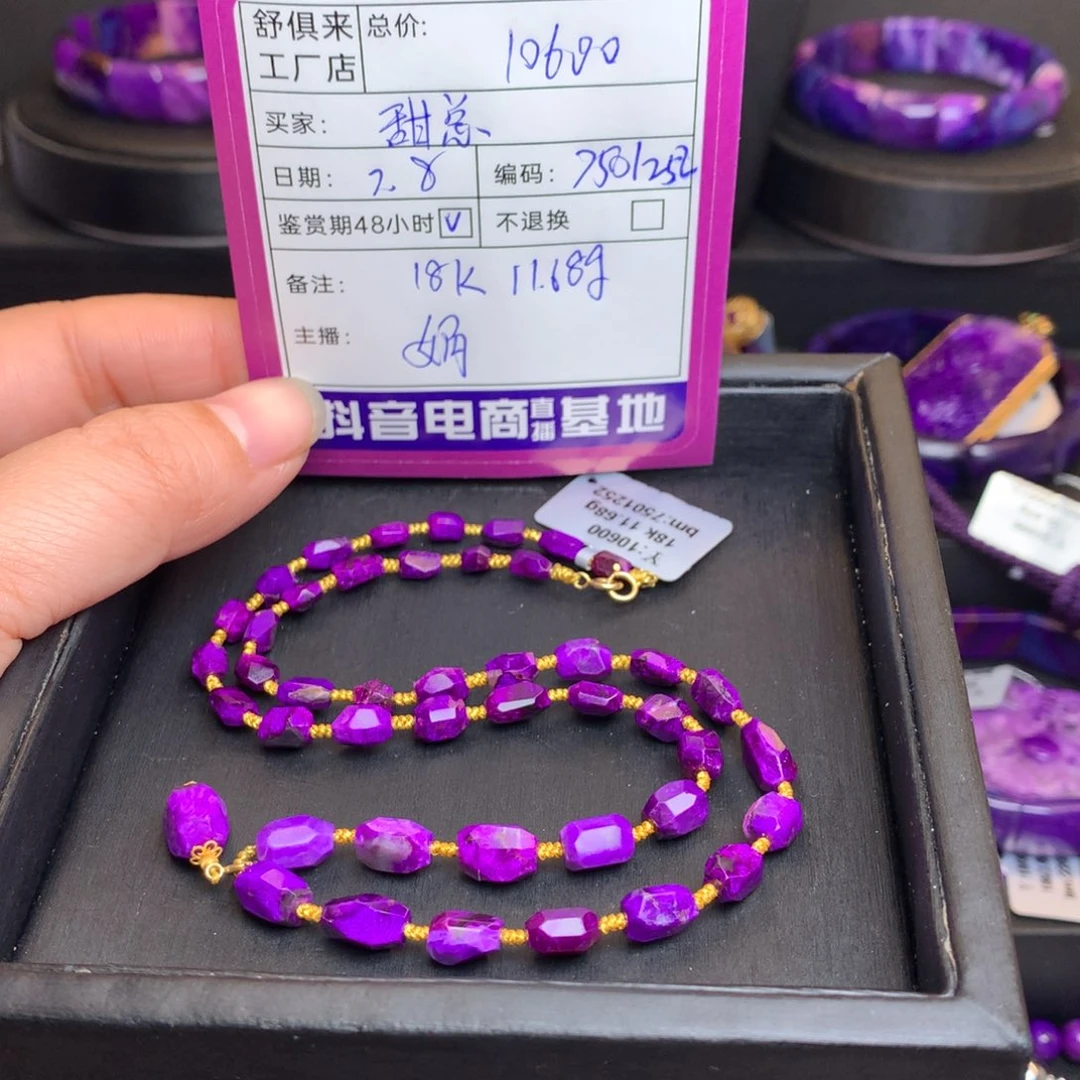 舒俱来工厂店
总价: 10600
买家: 甜总
日期: 7.8 编码: 7501252
鉴赏期48小时 不退换
备注: 18K 11.68g
主播: 娟
抖音电商直播基地
Y:10600
18k 11.68g
bm:7501252